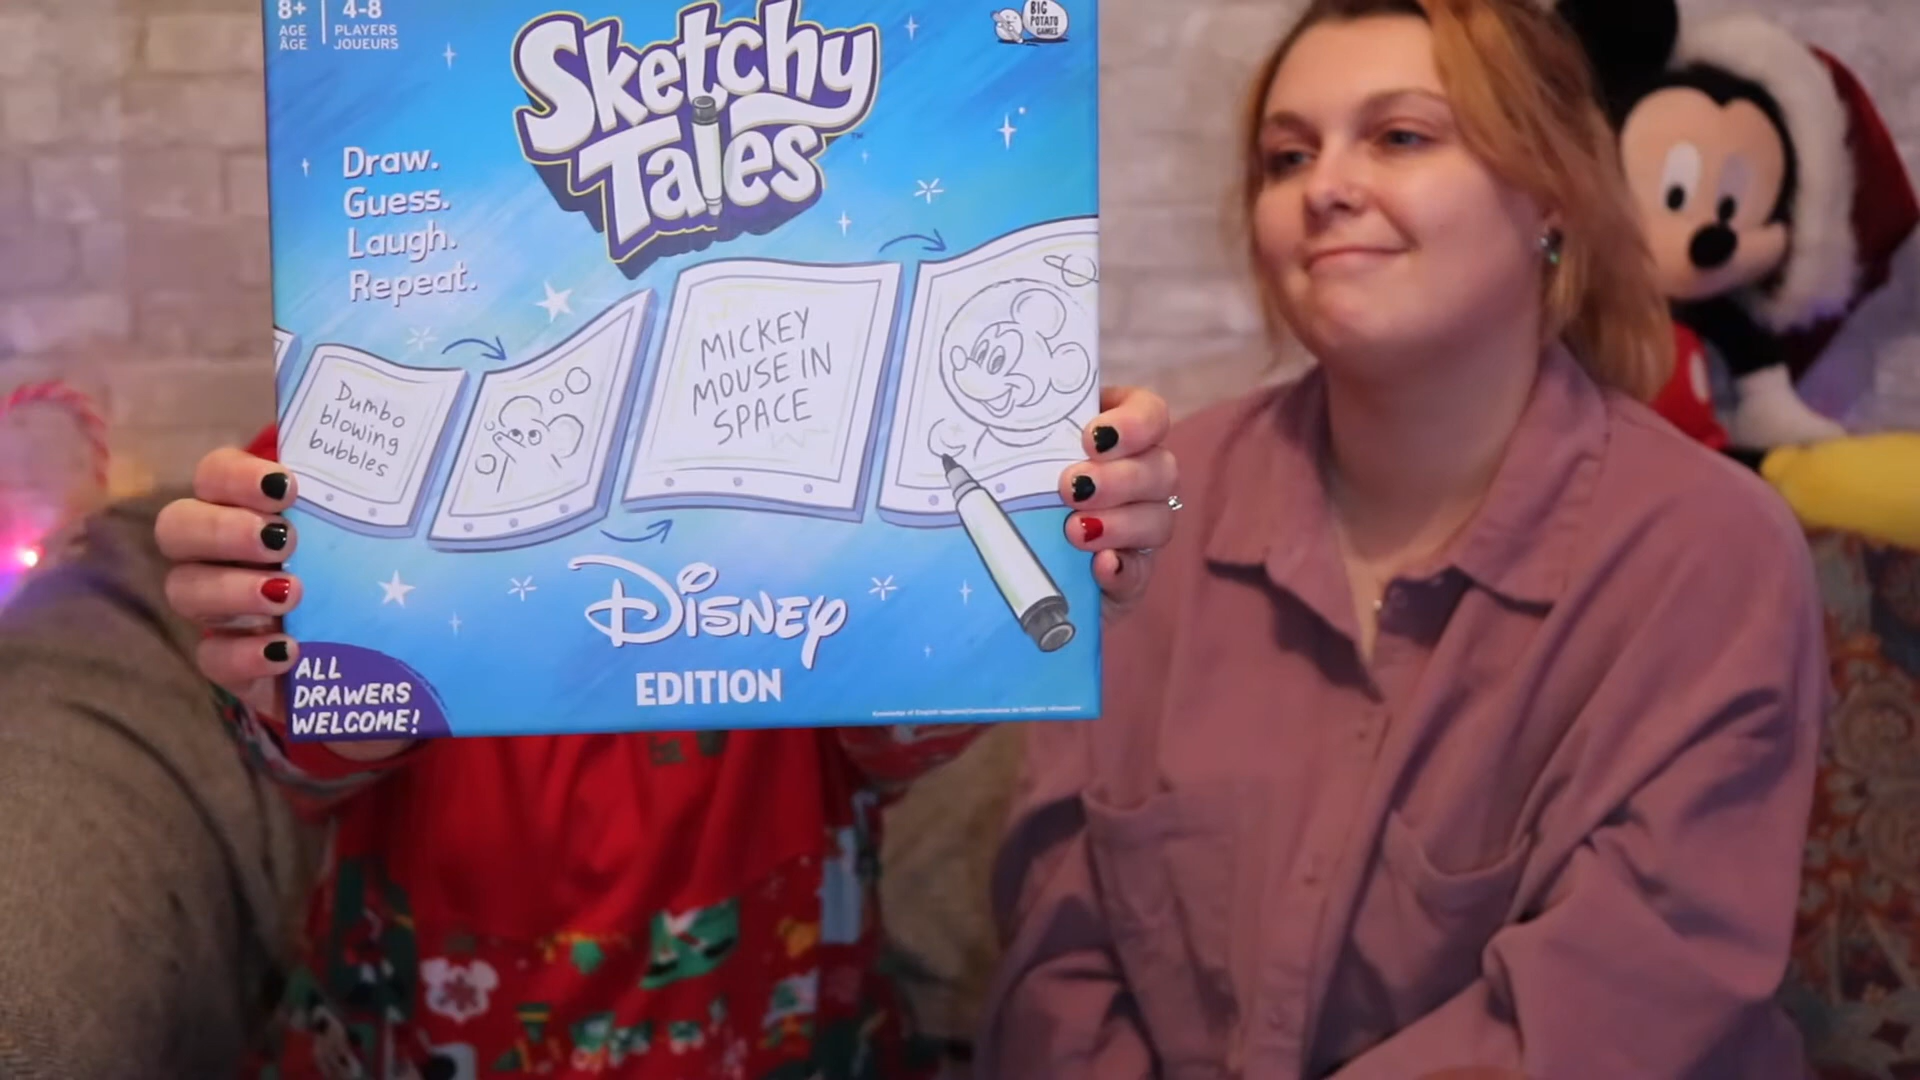 8+
AGE
ÂGE
4-8
PLAYERS
JOUEURS
BIG
POTATO
GAMES
Sketchy
Tales
™
Draw.
Guess.
Laugh.
Repeat.
Dumbo
blowing
bubbles
MICKEY
MOUSE IN
SPACE
Disney
EDITION
ALL
DRAWERS
WELCOME!